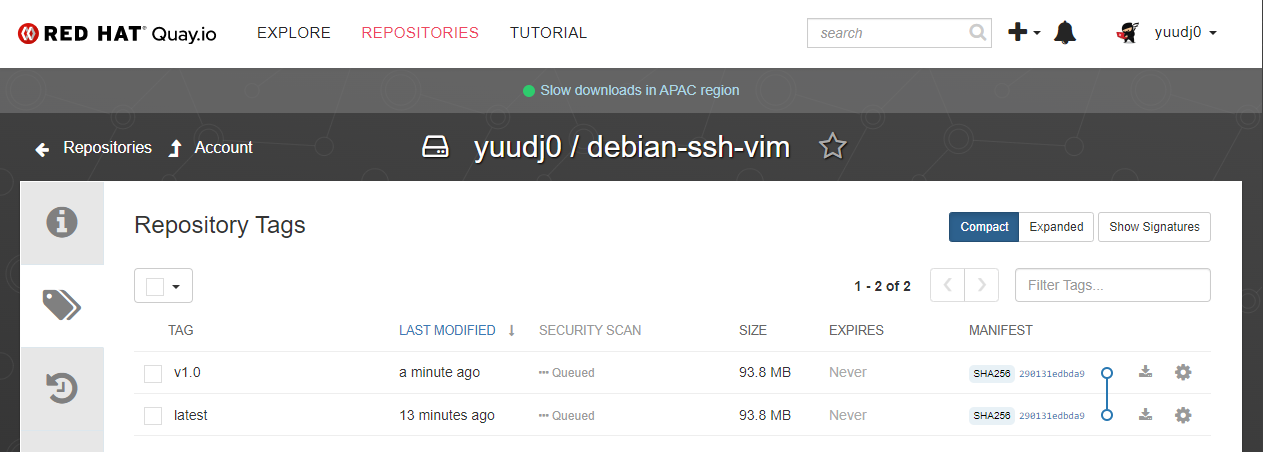 RED HAT® Quay.io EXPLORE REPOSITORIES TUTORIAL search yuudj0
Slow downloads in APAC region
Repositories Account yuudj0 / debian-ssh-vim
Repository Tags Compact Expanded Show Signatures
1 - 2 of 2 Filter Tags...
TAG LAST MODIFIED SECURITY SCAN SIZE EXPIRES MANIFEST
v1.0 a minute ago Queued 93.8 MB Never SHA256 290131edbda9
latest 13 minutes ago Queued 93.8 MB Never SHA256 290131edbda9